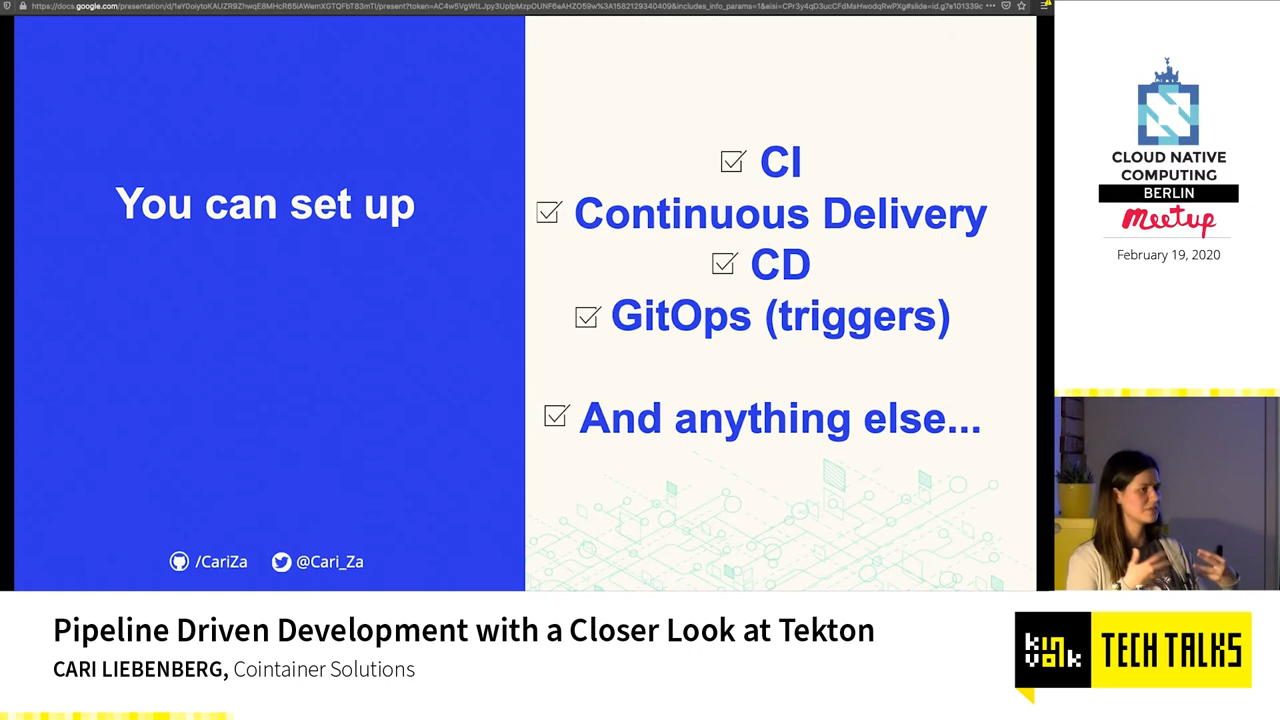 You can set up
CI
Continuous Delivery
CD
GitOps (triggers)
And anything else...
/CariZa
@Cari_Za
CLOUD NATIVE
COMPUTING
BERLIN
meetup
February 19, 2020
Pipeline Driven Development with a Closer Look at Tekton
CARI LIEBENBERG, Cointainer Solutions
kinvolk
TECH TALKS